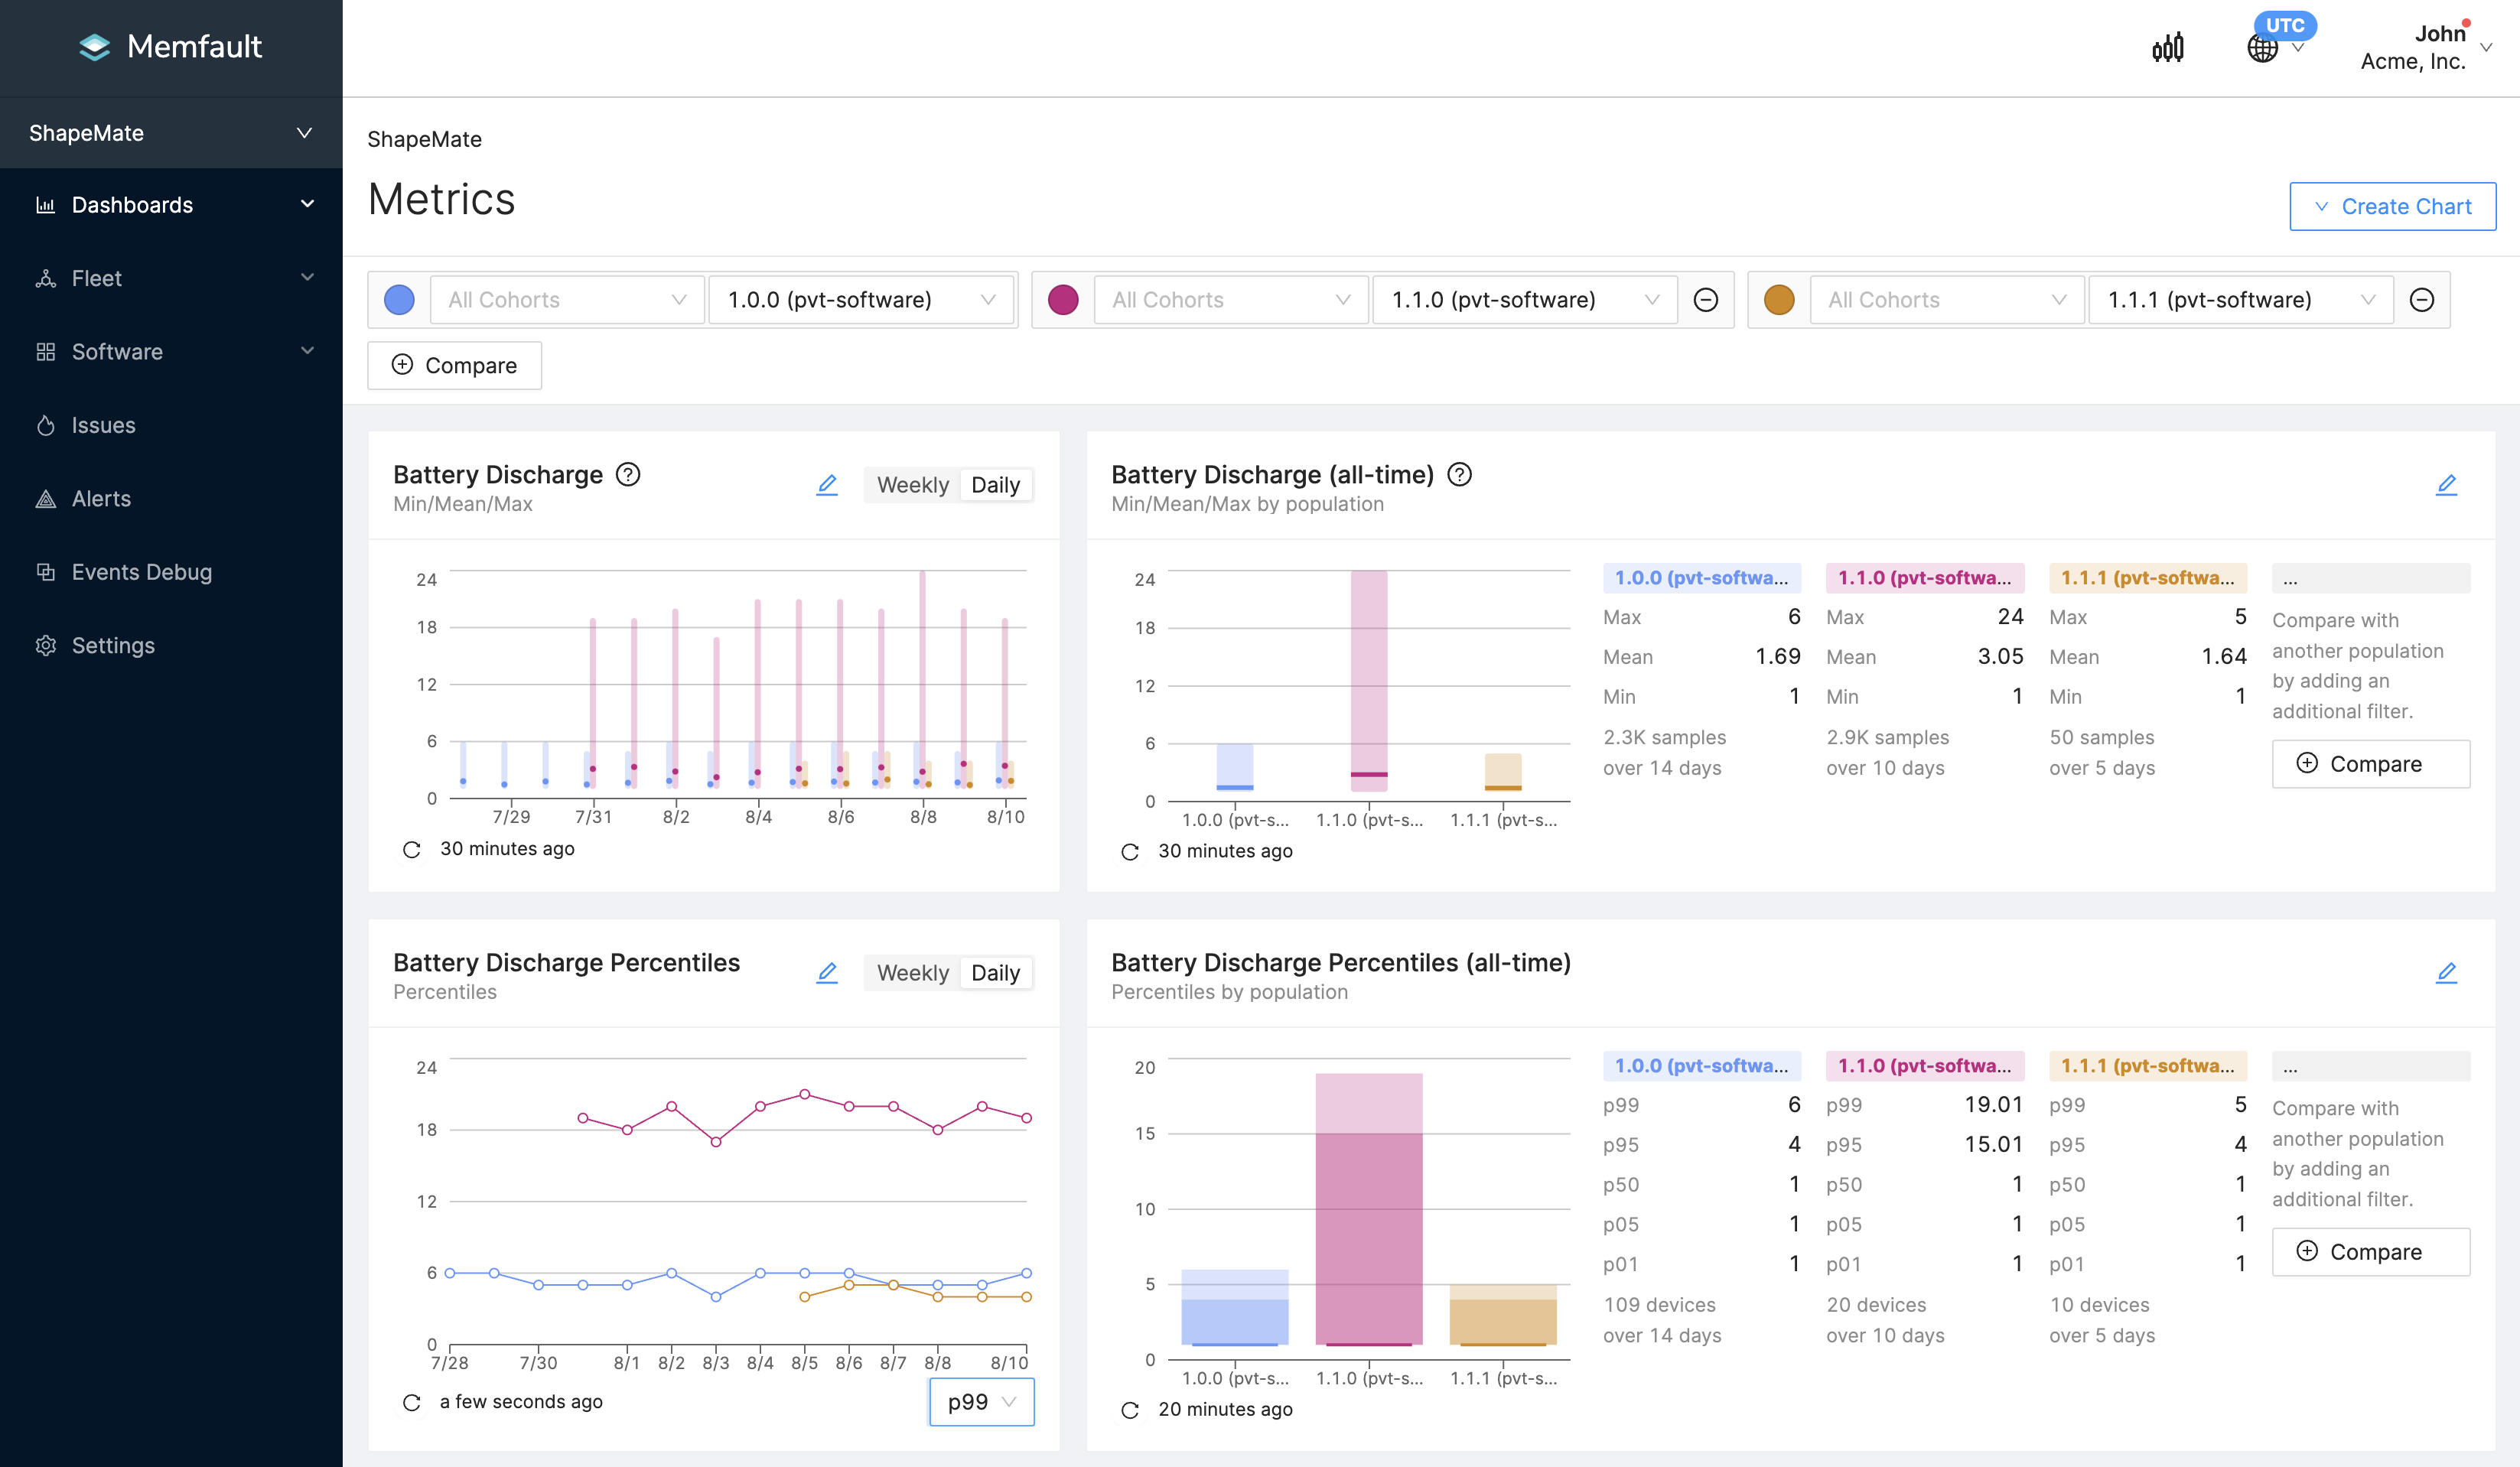 Memfault
UTC
John
Acme, Inc.
ShapeMate
Dashboards
Fleet
Software
Issues
Alerts
Events Debug
Settings
ShapeMate
Metrics
Create Chart
All Cohorts 1.0.0 (pvt-software) All Cohorts 1.1.0 (pvt-software) All Cohorts 1.1.1 (pvt-software)
Compare
Battery Discharge
Min/Mean/Max
Weekly Daily
24
18
12
6
0
7/29 7/31 8/2 8/4 8/6 8/8 8/10
30 minutes ago
Battery Discharge (all-time)
Min/Mean/Max by population
24
18
12
6
0
1.0.0 (pvt-s... 1.1.0 (pvt-s... 1.1.1 (pvt-s...
30 minutes ago
1.0.0 (pvt-softwa...
Max 6
Mean 1.69
Min 1
2.3K samples
over 14 days
1.1.0 (pvt-softwa...
Max 24
Mean 3.05
Min 1
2.9K samples
over 10 days
1.1.1 (pvt-softwa...
Max 5
Mean 1.64
Min 1
50 samples
over 5 days
...
Compare with
another population
by adding an
additional filter.
Compare
Battery Discharge Percentiles
Percentiles
Weekly Daily
24
18
12
6
0
7/28 7/30 8/1 8/2 8/3 8/4 8/5 8/6 8/7 8/8 8/10
a few seconds ago
p99
Battery Discharge Percentiles (all-time)
Percentiles by population
20
15
10
5
0
1.0.0 (pvt-s... 1.1.0 (pvt-s... 1.1.1 (pvt-s...
20 minutes ago
1.0.0 (pvt-softwa...
p99 6
p95 4
p50 1
p05 1
p01 1
109 devices
over 14 days
1.1.0 (pvt-softwa...
p99 19.01
p95 15.01
p50 1
p05 1
p01 1
20 devices
over 10 days
1.1.1 (pvt-softwa...
p99 5
p95 4
p50 1
p05 1
p01 1
10 devices
over 5 days
...
Compare with
another population
by adding an
additional filter.
Compare